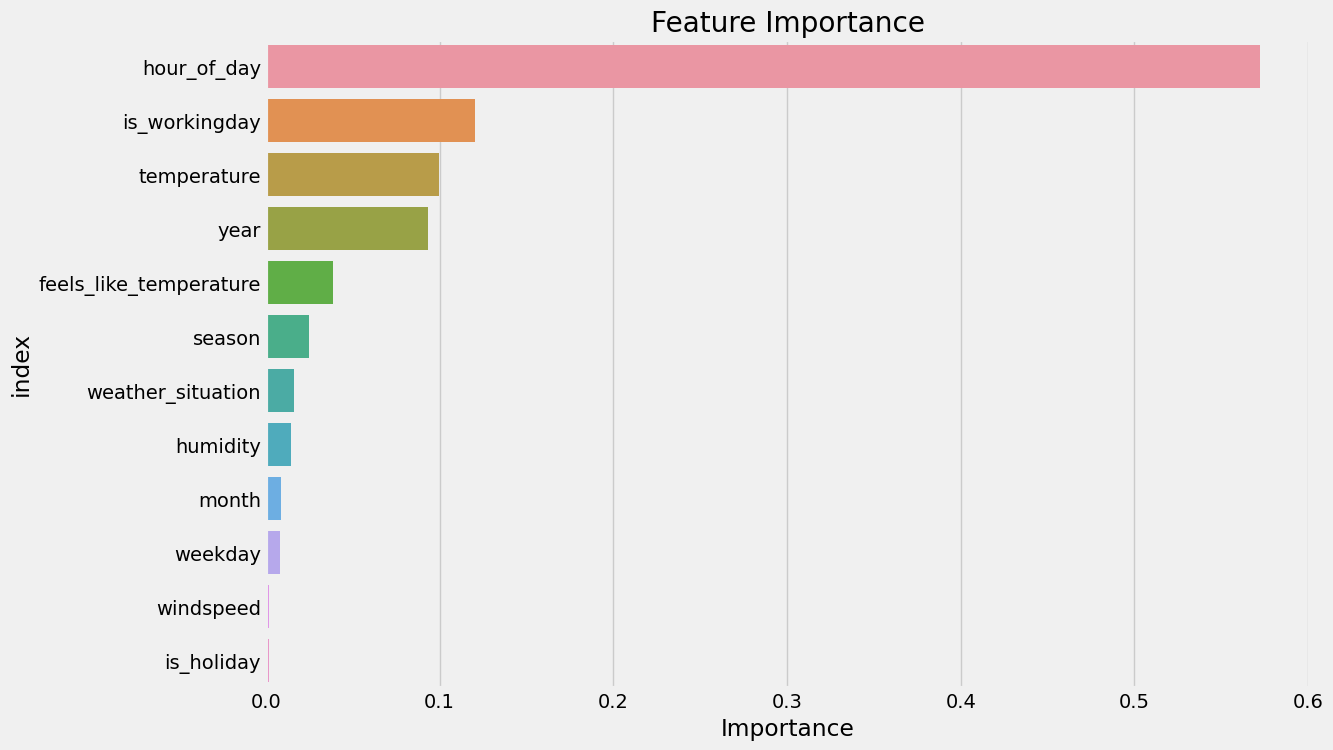 Feature Importance
hour_of_day
is_workingday
temperature
year
feels_like_temperature
season
weather_situation
humidity
month
weekday
windspeed
is_holiday
index
0.0 0.1 0.2 0.3 0.4 0.5 0.6
Importance